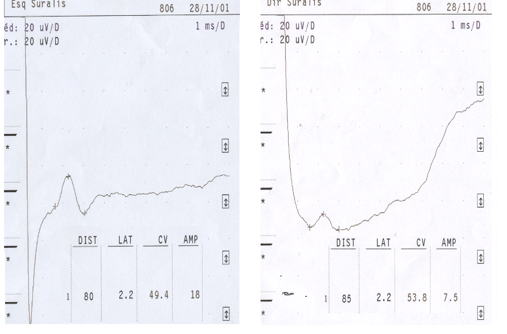 Esq Suralis 806 28/11/01
éd: 20 uV/D 1 ms/D
r.: 20 uV/D
DIST LAT CV AMP
1 80 2.2 49.4 18
Dir Suralis 806 28/11/01
éd: 20 uV/D 1 ms/D
r.: 20 uV/D
DIST LAT CV AMP
1 85 2.2 53.8 7.5